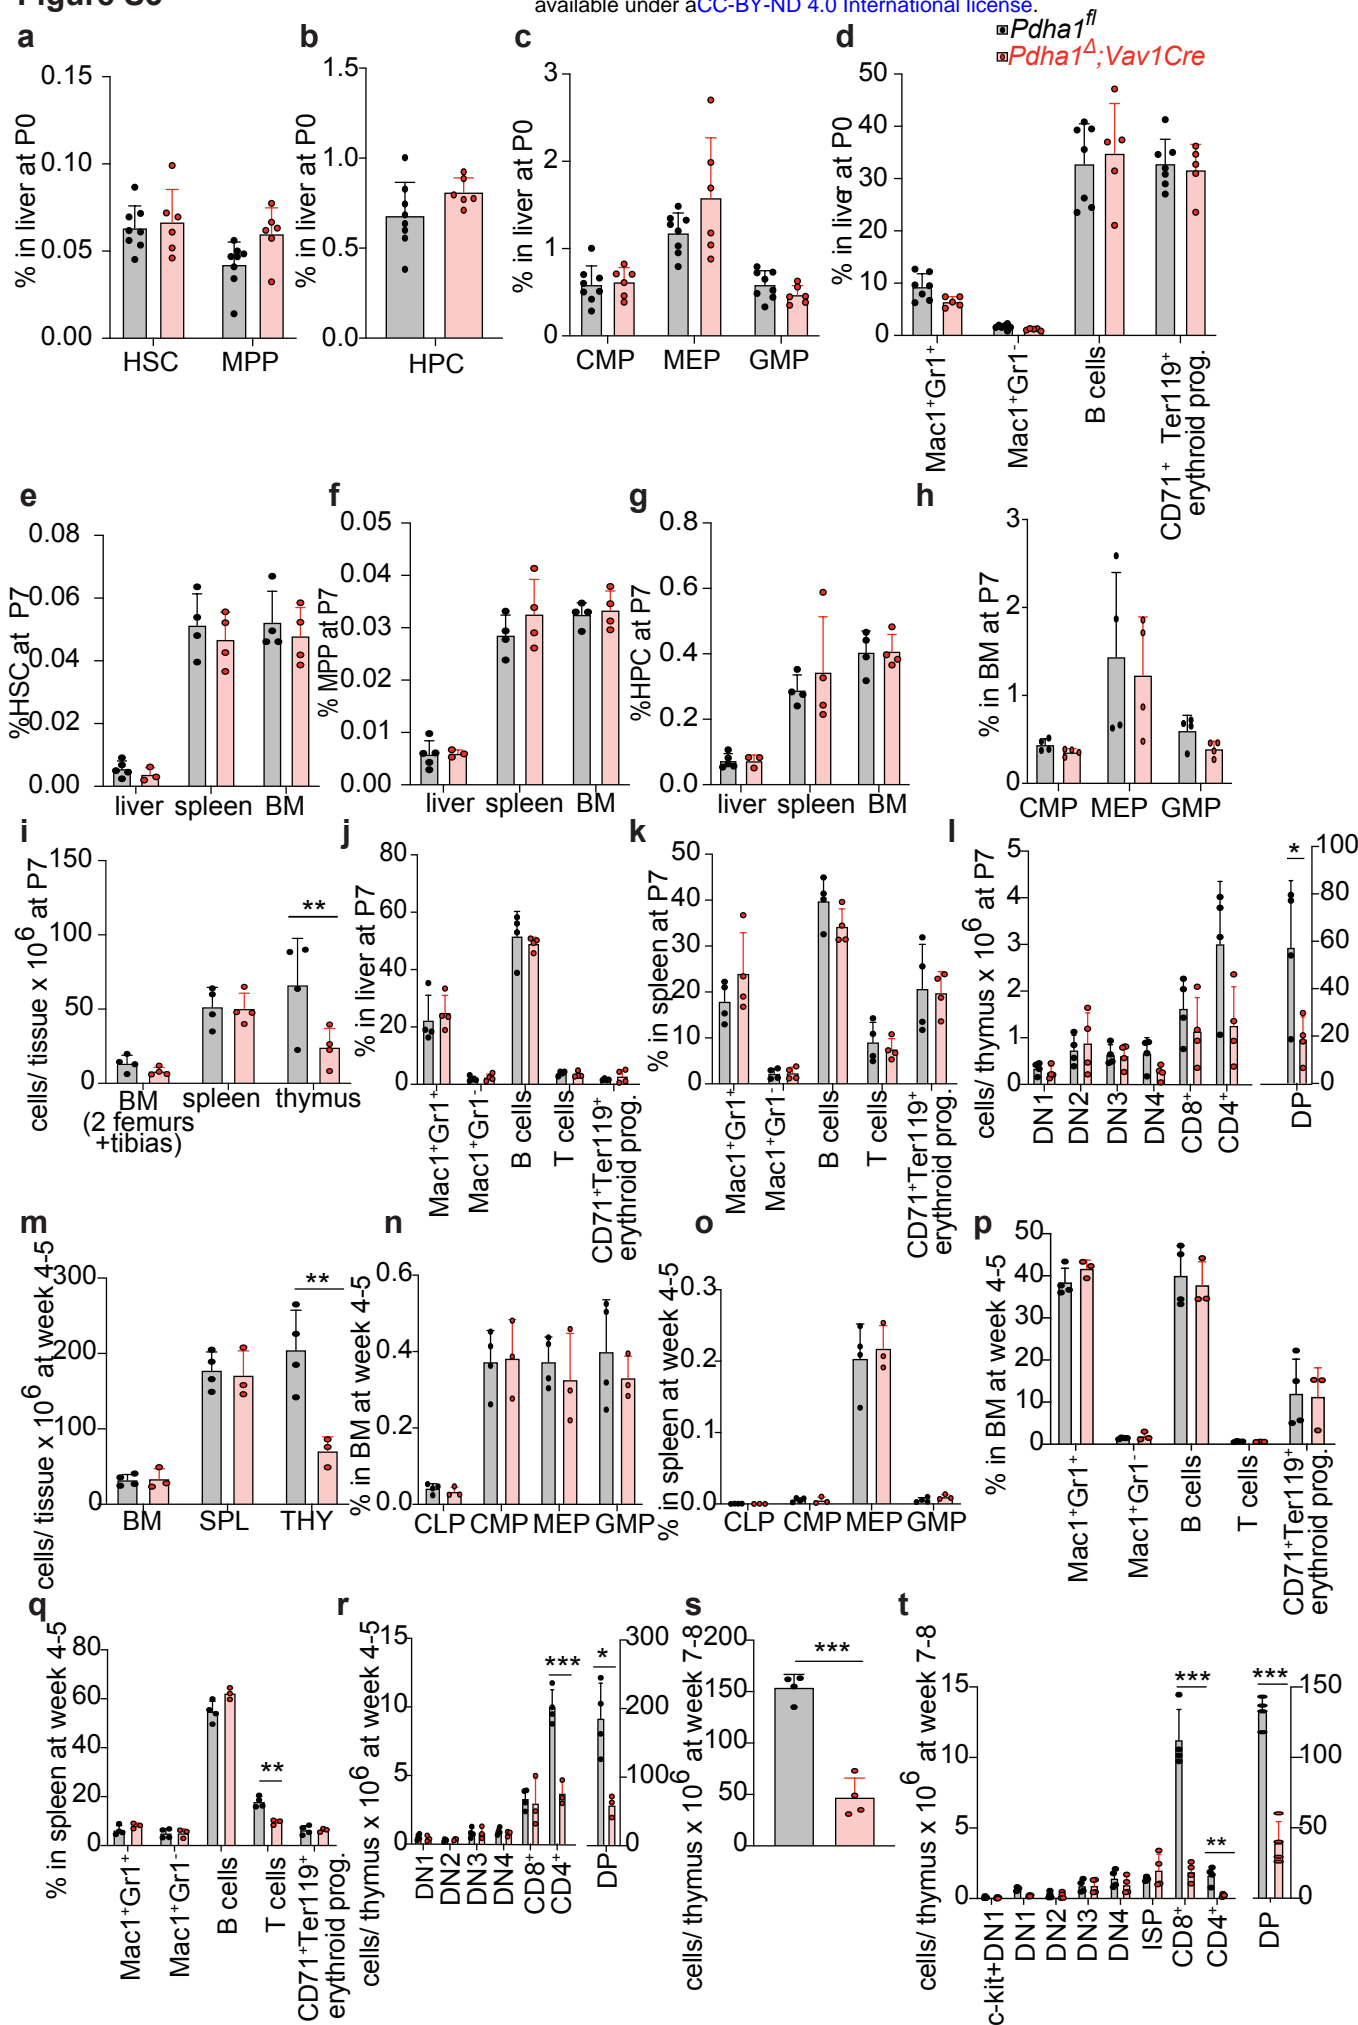 available under aCC-BY-ND 4.0 International license.
Pdha1fl
Pdha1Δ;Vav1Cre
a
% in liver at P0
0.15
0.10
0.05
0.00
HSC MPP
b
% in liver at P0
1.5
1.0
0.5
0.0
HPC
c
% in liver at P0
3
2
1
0
CMP MEP GMP
d
% in liver at P0
50
40
30
20
10
0
Mac1+Gr1+
Mac1+Gr1-
B cells
CD71+ Ter119+
erythroid prog.
e
%HSC at P7
0.08
0.06
0.04
0.02
0.00
liver spleen BM
f
% MPP at P7
0.05
0.04
0.03
0.02
0.01
0.00
liver spleen BM
g
%HPC at P7
0.8
0.6
0.4
0.2
0.0
liver spleen BM
h
% in BM at P7
3
2
1
0
CMP MEP GMP
i
cells/ tissue x 10^6 at P7
150
100
50
0
**
BM
(2 femurs
+tibias)
spleen thymus
j
% in liver at P7
80
60
40
20
0
Mac1+Gr1+
Mac1+Gr1-
B cells
T cells
CD71+Ter119+
erythroid prog.
k
% in spleen at P7
50
40
30
20
10
0
Mac1+Gr1+
Mac1+Gr1-
B cells
T cells
CD71+Ter119+
erythroid prog.
l
cells/ thymus x 10^6 at P7
5
4
3
2
1
0
*
100
80
60
40
20
0
DN1
DN2
DN3
DN4
CD8+
CD4+
DP
m
cells/ tissue x 10^6 at week 4-5
300
200
100
0
**
BM SPL THY
n
% in BM at week 4-5
0.6
0.4
0.2
0.0
CLP CMP MEP GMP
o
% in spleen at week 4-5
0.3
0.2
0.1
0.0
CLP CMP MEP GMP
p
% in BM at week 4-5
50
40
30
20
10
0
Mac1+Gr1+
Mac1+Gr1-
B cells
T cells
CD71+Ter119+
erythroid prog.
q
% in spleen at week 4-5
80
60
40
20
0
**
Mac1+Gr1+
Mac1+Gr1-
B cells
T cells
CD71+Ter119+
erythroid prog.
r
cells/ thymus x 10^6 at week 4-5
15
10
5
0
***
*
300
200
100
0
DN1
DN2
DN3
DN4
CD8+
CD4+
DP
s
cells/ thymus x 10^6 at week 7-8
200
150
100
50
0
***
t
cells/ thymus x 10^6 at week 7-8
15
10
5
0
***
**
***
150
100
50
0
c-kit+DN1
DN1
DN2
DN3
DN4
ISP
CD8+
CD4+
DP